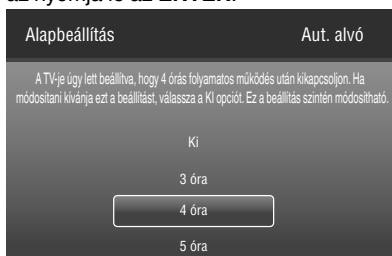 Alapbeállítás Aut. alvó
A TV-je úgy lett beállítva, hogy 4 órás folyamatos működés után kikapcsoljon. Ha
módosítani kívánja ezt a beállítást, válassza a KI opciót. Ez a beállítás szintén módosítható.
Ki
3 óra
4 óra
5 óra